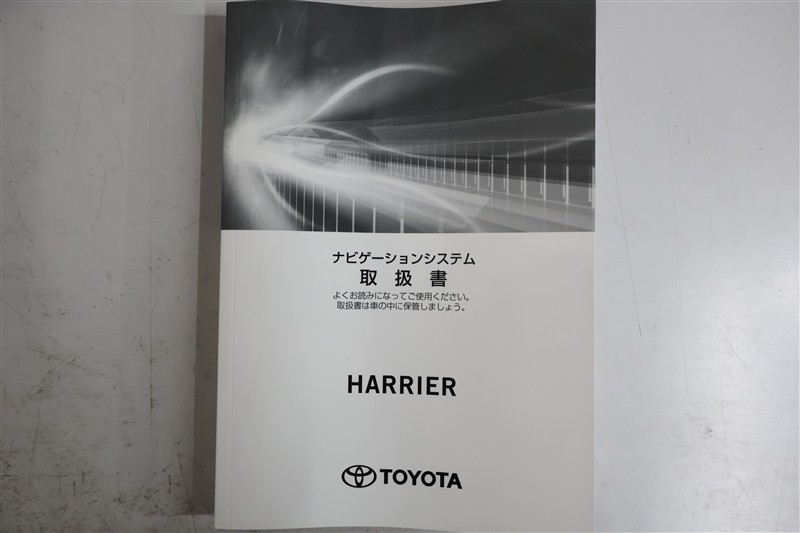 ナビゲーションシステム
取扱書
よくお読みになってご使用ください。
取扱書は車の中に保管しましょう。
HARRIER
TOYOTA